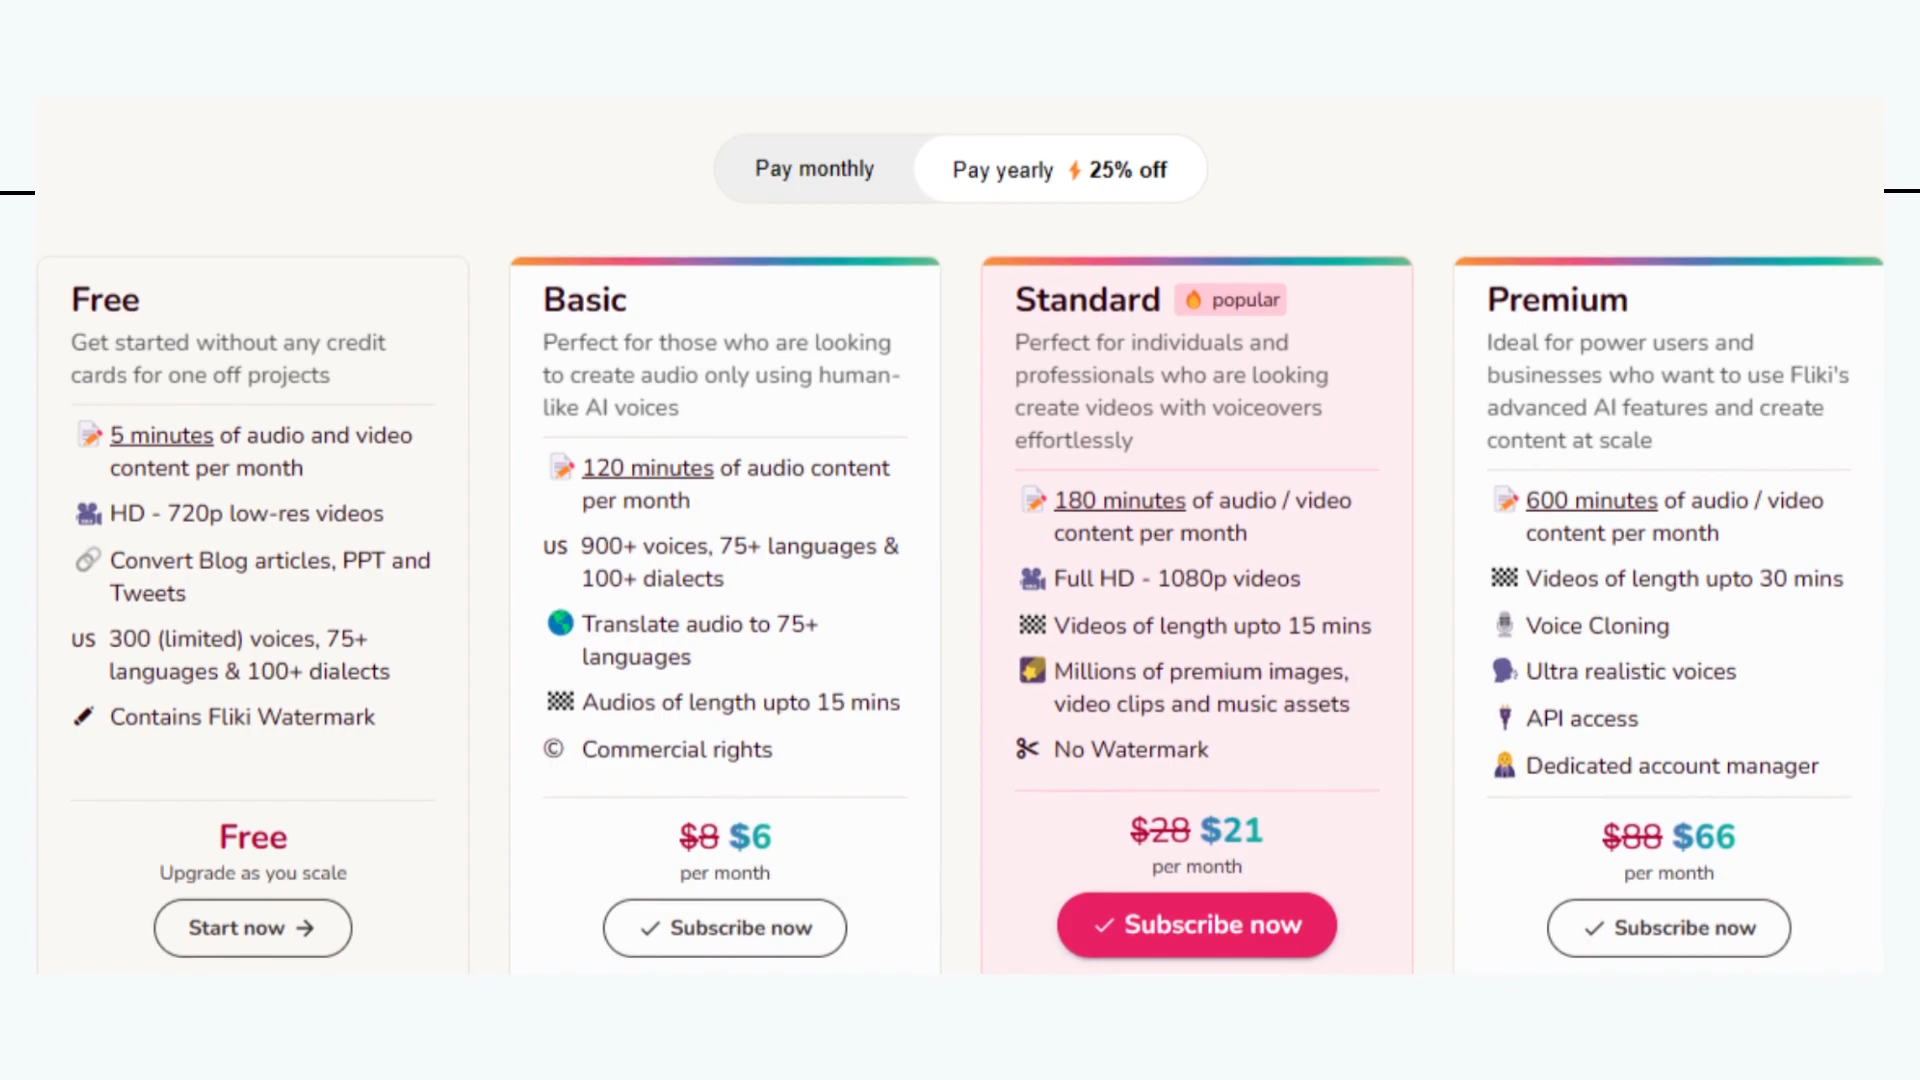 Pay monthly
Pay yearly ⚡ 25% off
Free
Get started without any credit
cards for one off projects
5 minutes of audio and video
content per month
HD - 720p low-res videos
Convert Blog articles, PPT and
Tweets
US 300 (limited) voices, 75+
languages & 100+ dialects
Contains Fliki Watermark
Free
Upgrade as you scale
Start now →
Basic
Perfect for those who are looking
to create audio only using human-
like AI voices
120 minutes of audio content
per month
US 900+ voices, 75+ languages &
100+ dialects
Translate audio to 75+
languages
Audios of length upto 15 mins
© Commercial rights
$8 $6
per month
✓ Subscribe now
Standard 🔥 popular
Perfect for individuals and
professionals who are looking
create videos with voiceovers
effortlessly
180 minutes of audio / video
content per month
Full HD - 1080p videos
Videos of length upto 15 mins
Millions of premium images,
video clips and music assets
No Watermark
$28 $21
per month
✓ Subscribe now
Premium
Ideal for power users and
businesses who want to use Fliki's
advanced AI features and create
content at scale
600 minutes of audio / video
content per month
Videos of length upto 30 mins
Voice Cloning
Ultra realistic voices
API access
Dedicated account manager
$88 $66
per month
✓ Subscribe now